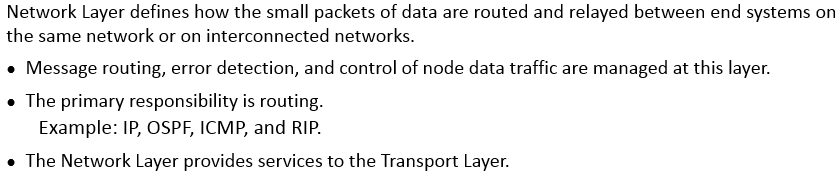 Network Layer defines how the small packets of data are routed and relayed between end systems on
the same network or on interconnected networks.
• Message routing, error detection, and control of node data traffic are managed at this layer.
• The primary responsibility is routing.
Example: IP, OSPF, ICMP, and RIP.
• The Network Layer provides services to the Transport Layer.